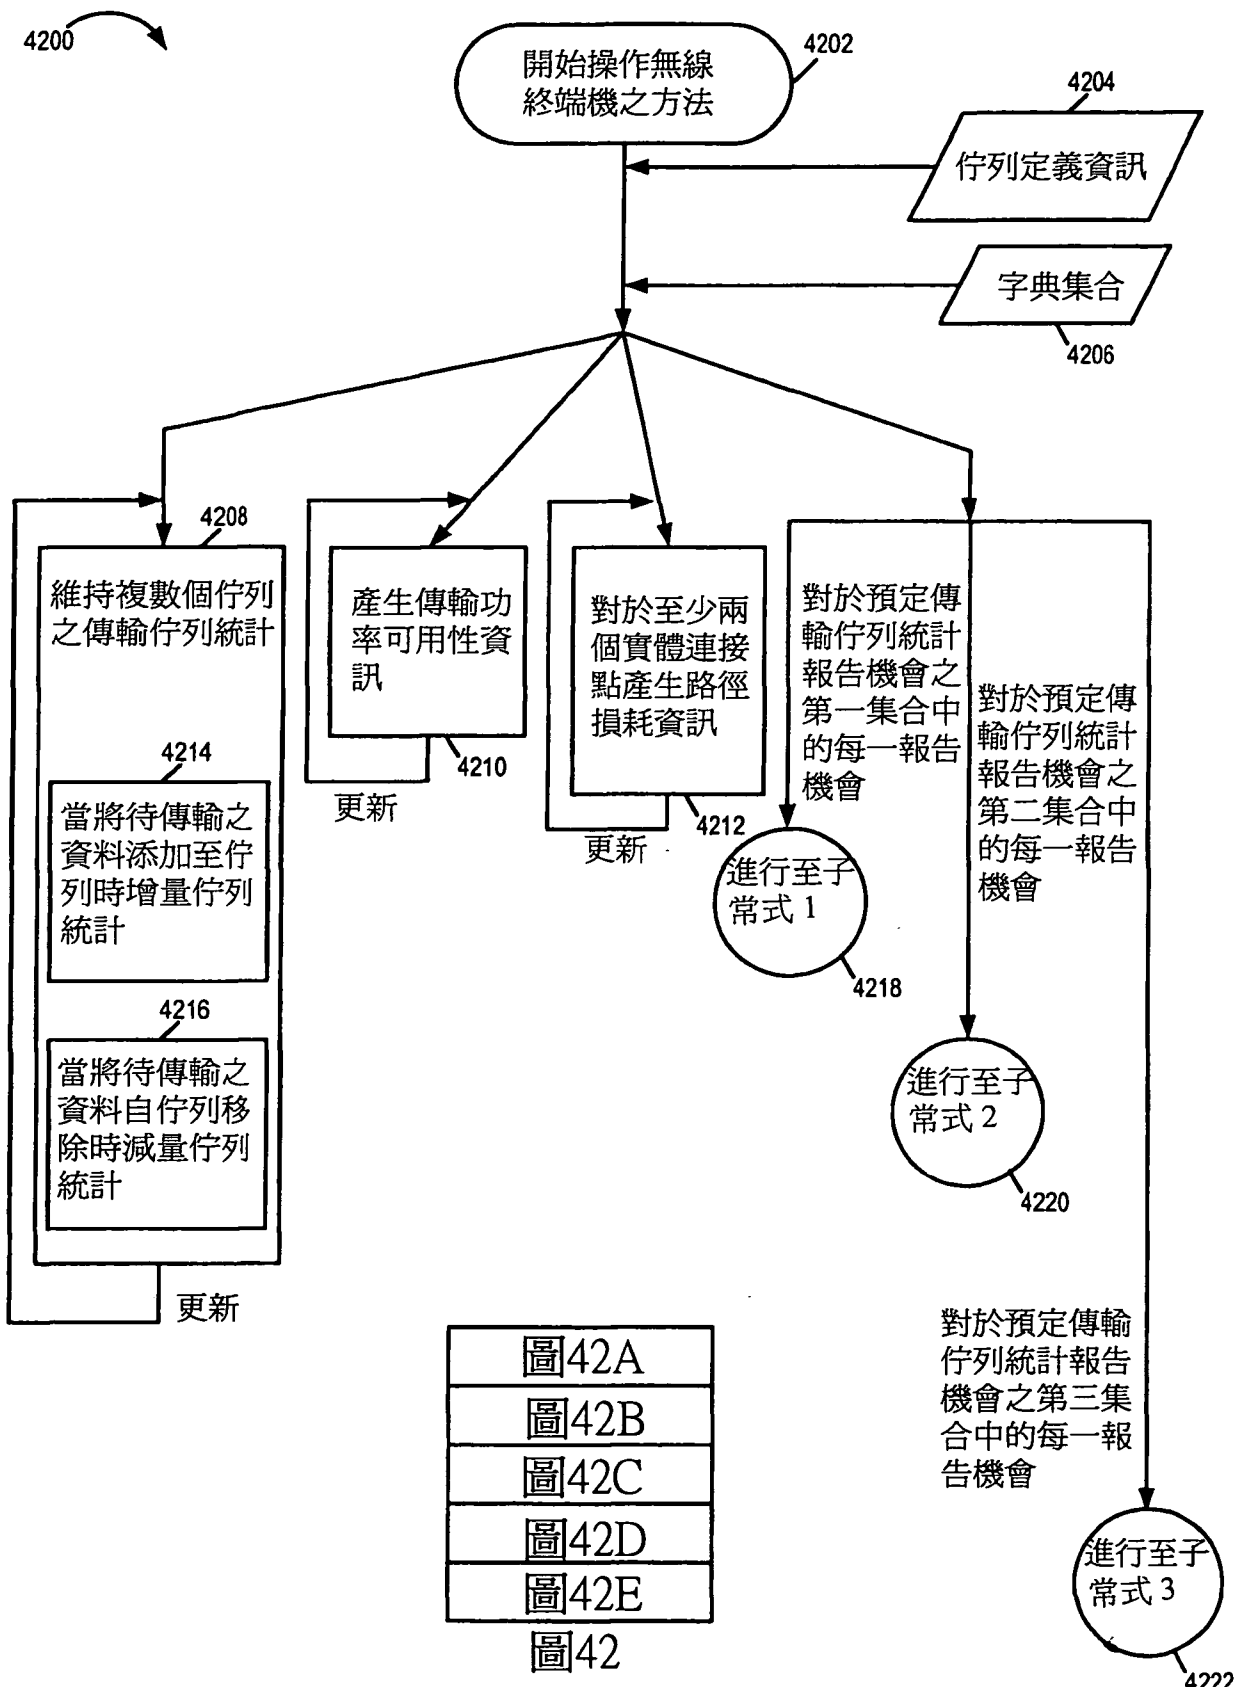 4200
開始操作無線
終端機之方法
4202
4204
佇列定義資訊
字典集合
4206
4208
維持複數個佇列
之傳輸佇列統計
4214
當將待傳輸之
資料添加至佇
列時增量佇列
統計
4216
當將待傳輸之
資料自佇列移
除時減量佇列
統計
更新
產生傳輸功
率可用性資
訊
4210
更新
對於至少兩
個實體連接
點產生路徑
損耗資訊
4212
更新
對於預定傳
輸佇列統計
報告機會之
第一集合中
的每一報告
機會
進行至子
常式 1
4218
對於預定傳
輸佇列統計
報告機會之
第二集合中
的每一報告
機會
進行至子
常式 2
4220
對於預定傳輸
佇列統計報告
機會之第三集
合中的每一報
告機會
進行至子
常式 3
4222
圖42A
圖42B
圖42C
圖42D
圖42E
圖42